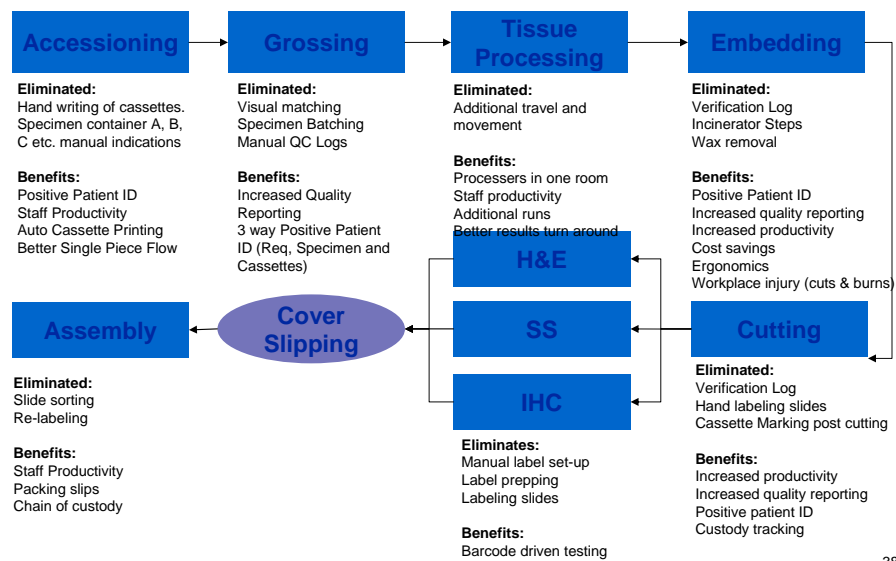 Accessioning
Eliminated:
Hand writing of cassettes.
Specimen container A, B,
C etc. manual indications
Benefits:
Positive Patient ID
Staff Productivity
Auto Cassette Printing
Better Single Piece Flow
Grossing
Eliminated:
Visual matching
Specimen Batching
Manual QC Logs
Benefits:
Increased Quality
Reporting
3 way Positive Patient
ID (Req, Specimen and
Cassettes)
Tissue
Processing
Eliminated:
Additional travel and
movement
Benefits:
Processers in one room
Staff productivity
Additional runs
Better results turn around
Embedding
Eliminated:
Verification Log
Incinerator Steps
Wax removal
Benefits:
Positive Patient ID
Increased quality reporting
Increased productivity
Cost savings
Ergonomics
Workplace injury (cuts & burns)
Cutting
Eliminated:
Verification Log
Hand labeling slides
Cassette Marking post cutting
Benefits:
Increased productivity
Increased quality reporting
Positive patient ID
Custody tracking
H&E
SS
IHC
Eliminates:
Manual label set-up
Label prepping
Labeling slides
Benefits:
Barcode driven testing
Cover
Slipping
Assembly
Eliminated:
Slide sorting
Re-labeling
Benefits:
Staff Productivity
Packing slips
Chain of custody